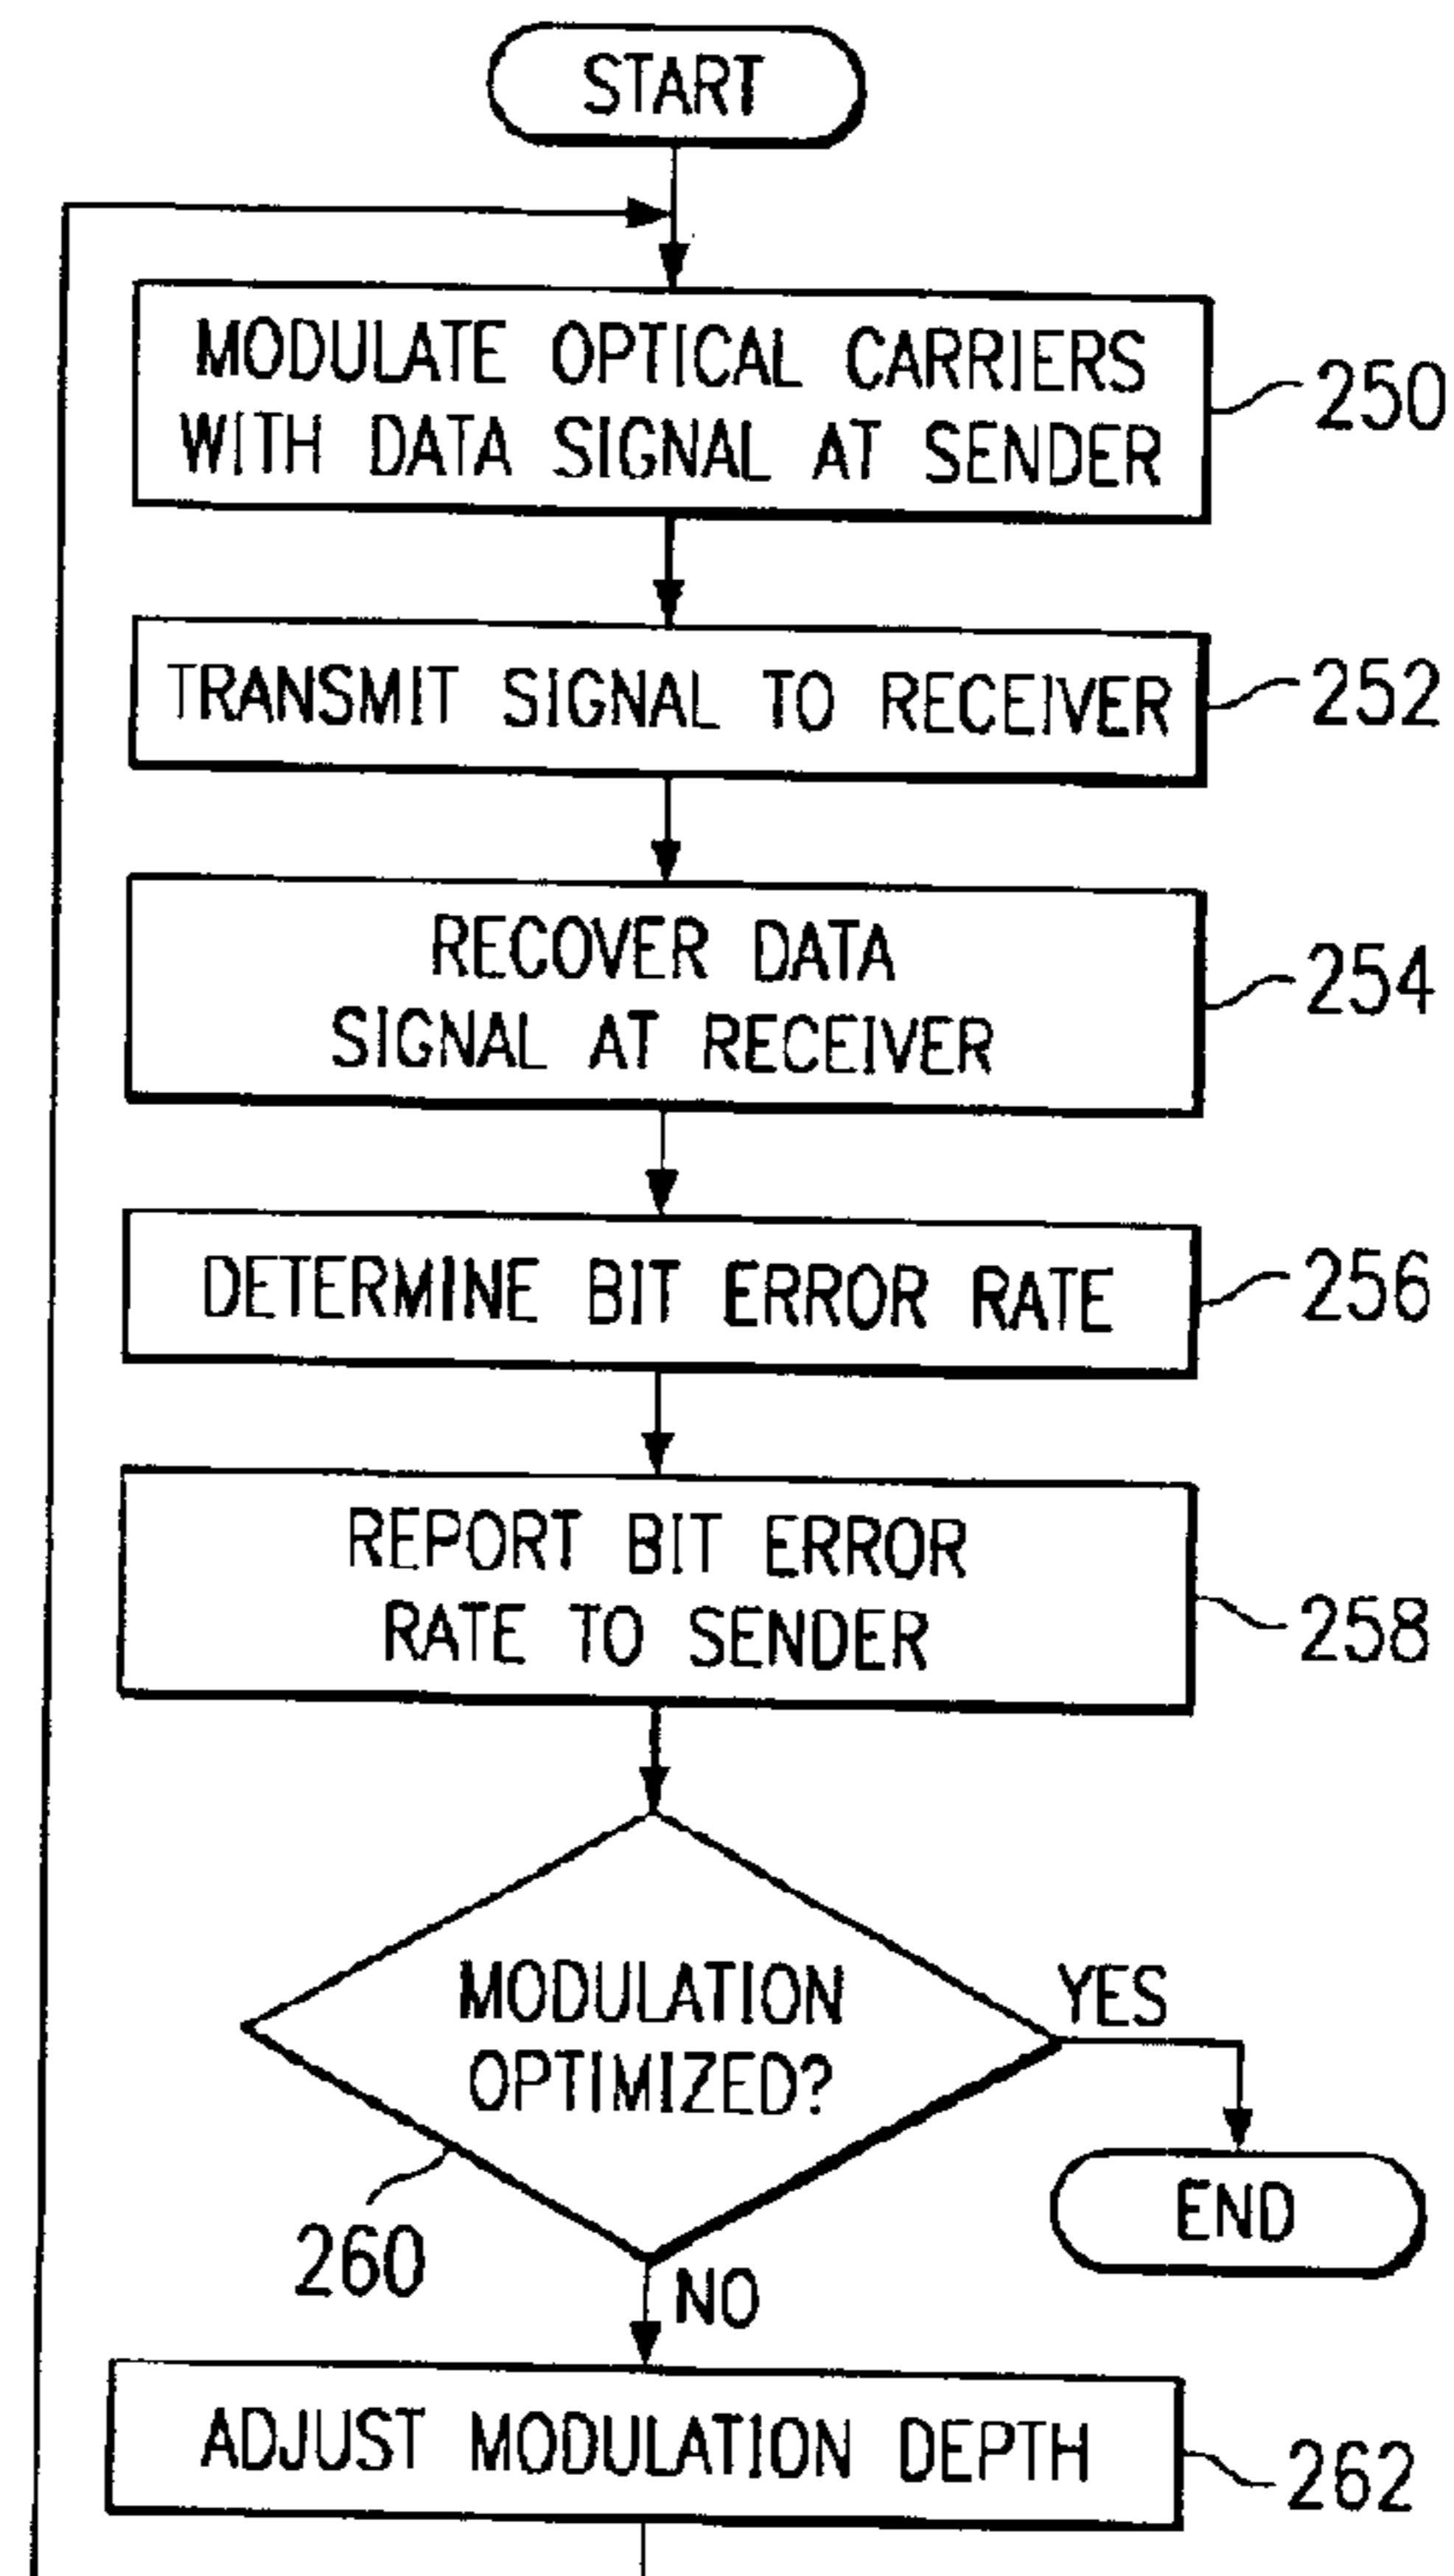 START
MODULATE OPTICAL CARRIERS
WITH DATA SIGNAL AT SENDER
250
TRANSMIT SIGNAL TO RECEIVER
252
RECOVER DATA
SIGNAL AT RECEIVER
254
DETERMINE BIT ERROR RATE
256
REPORT BIT ERROR
RATE TO SENDER
258
MODULATION
OPTIMIZED?
YES
260
END
NO
ADJUST MODULATION DEPTH
262